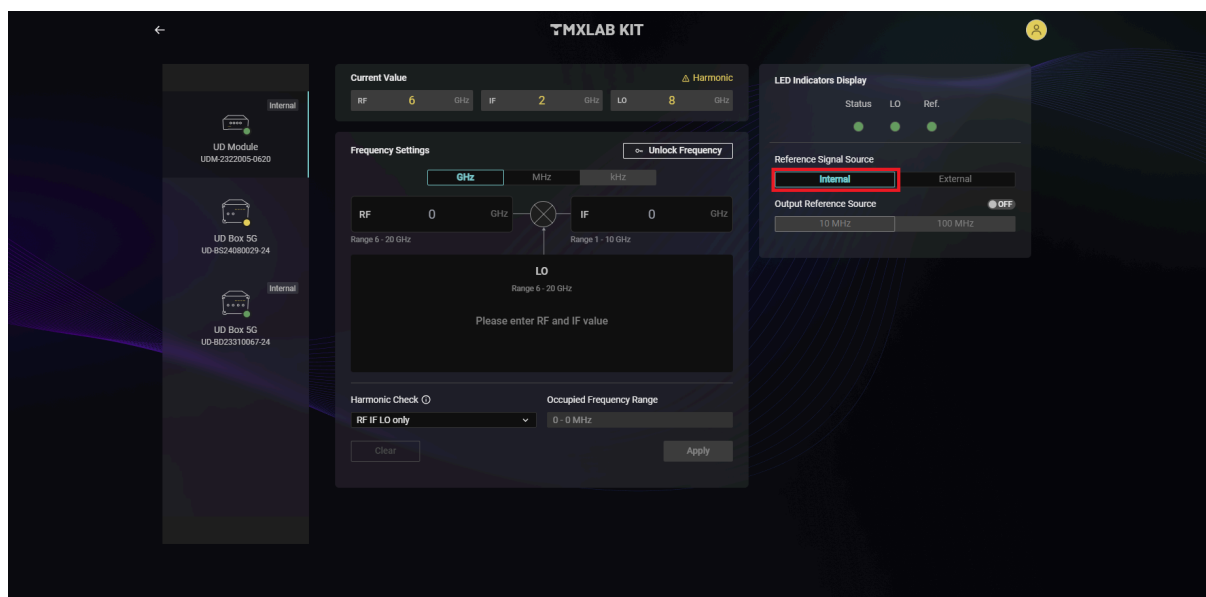 TMXLAB KIT
Internal
UD Module
UDM-2322005-0620
UD Box 5G
UD-BS24080029-24
Internal
UD Box 5G
UD-BD23310067-24
Current Value
Harmonic
RF 6 GHz IF 2 GHz LO 8 GHz
Frequency Settings
Unlock Frequency
GHz MHz kHz
RF 0 GHz IF 0 GHz
Range 6 - 20 GHz Range 1 - 10 GHz
LO
Range 6 - 20 GHz
Please enter RF and IF value
Harmonic Check Occupied Frequency Range
RF IF LO only 0 - 0 MHz
Clear Apply
LED Indicators Display
Status LO Ref.
Reference Signal Source
Internal External
Output Reference Source OFF
10 MHz 100 MHz